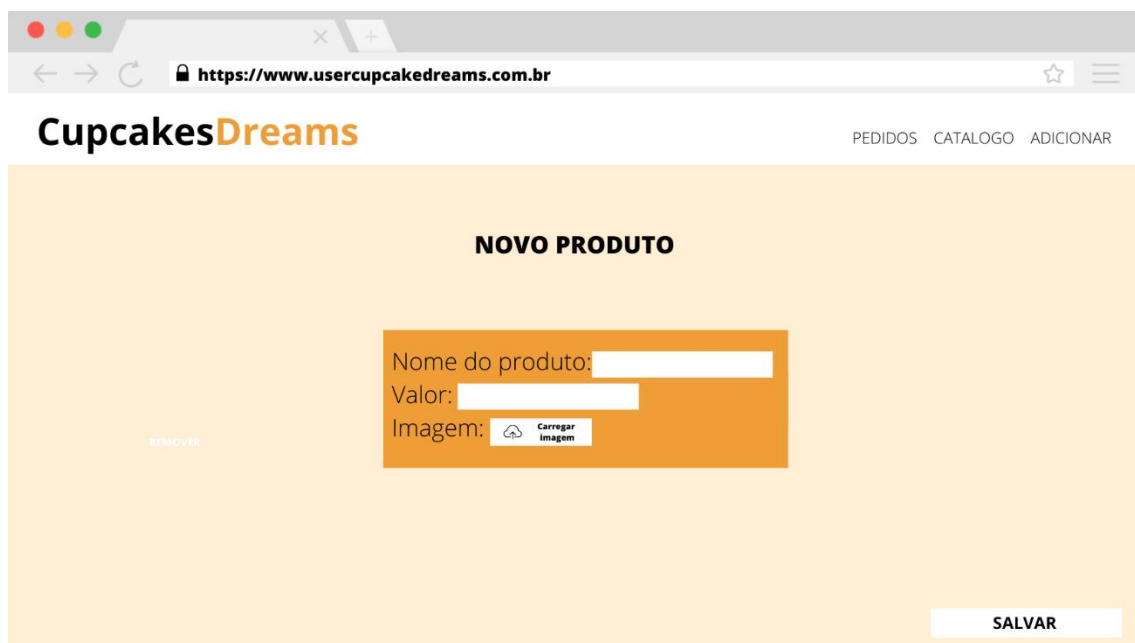 https://www.usercupcakedreams.com.br
CupcakesDreams
PEDIDOS CATALOGO ADICIONAR
NOVO PRODUTO
Nome do produto:
Valor:
Imagem:
Carregar
imagem
REMOVER
SALVAR